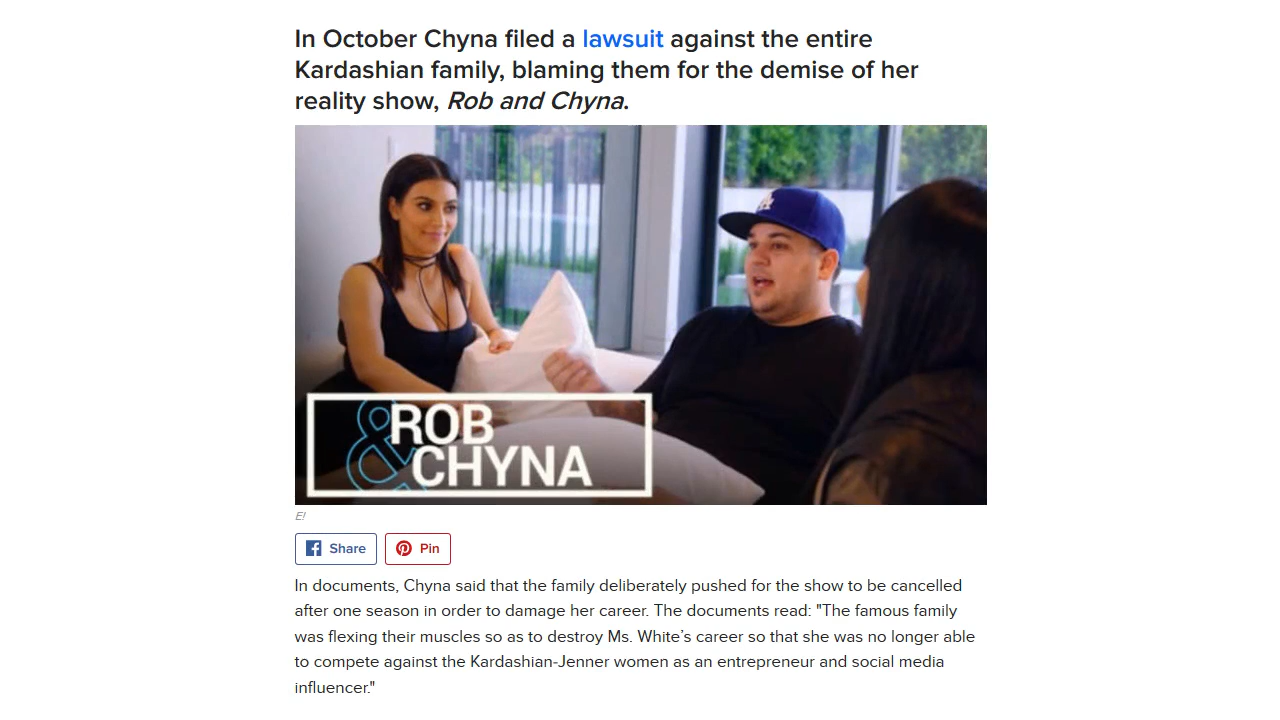 In October Chyna filed a lawsuit against the entire
Kardashian family, blaming them for the demise of her
reality show, Rob and Chyna.
LA
&ROB
CHYNA
E!
Share
Pin
In documents, Chyna said that the family deliberately pushed for the show to be cancelled
after one season in order to damage her career. The documents read: "The famous family
was flexing their muscles so as to destroy Ms. White’s career so that she was no longer able
to compete against the Kardashian-Jenner women as an entrepreneur and social media
influencer."